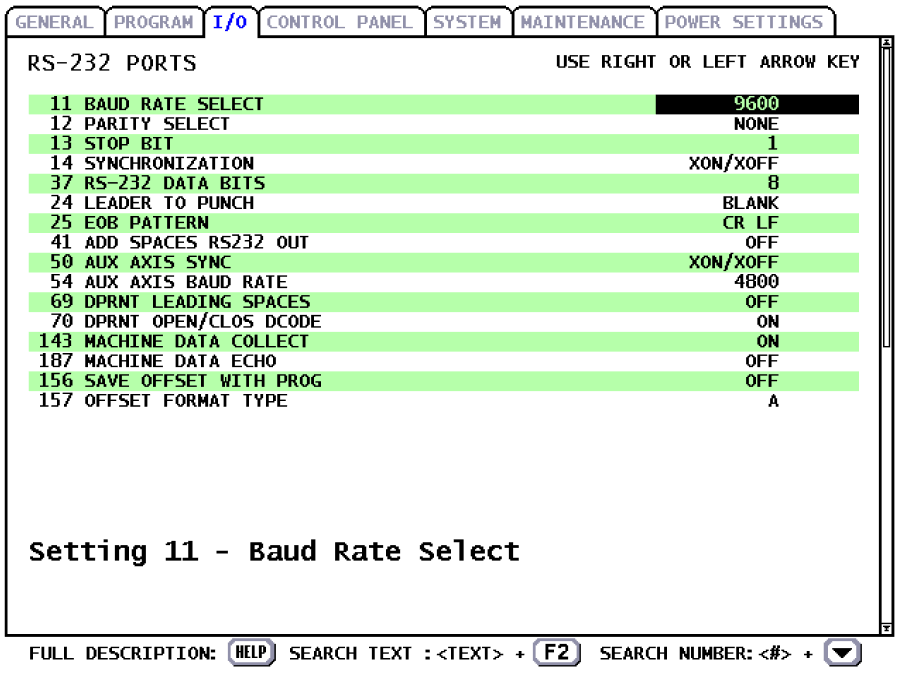 GENERAL PROGRAM I/O CONTROL PANEL SYSTEM MAINTENANCE POWER SETTINGS
RS-232 PORTS USE RIGHT OR LEFT ARROW KEY
11 BAUD RATE SELECT 9600
12 PARITY SELECT NONE
13 STOP BIT 1
14 SYNCHRONIZATION XON/XOFF
37 RS-232 DATA BITS 8
24 LEADER TO PUNCH BLANK
25 EOB PATTERN CR LF
41 ADD SPACES RS232 OUT OFF
50 AUX AXIS SYNC XON/XOFF
54 AUX AXIS BAUD RATE 4800
69 DPRNT LEADING SPACES OFF
70 DPRNT OPEN/CLOS DCODE ON
143 MACHINE DATA COLLECT ON
187 MACHINE DATA ECHO OFF
156 SAVE OFFSET WITH PROG OFF
157 OFFSET FORMAT TYPE A
Setting 11 - Baud Rate Select
FULL DESCRIPTION: HELP SEARCH TEXT :<TEXT> + F2 SEARCH NUMBER: <#> +